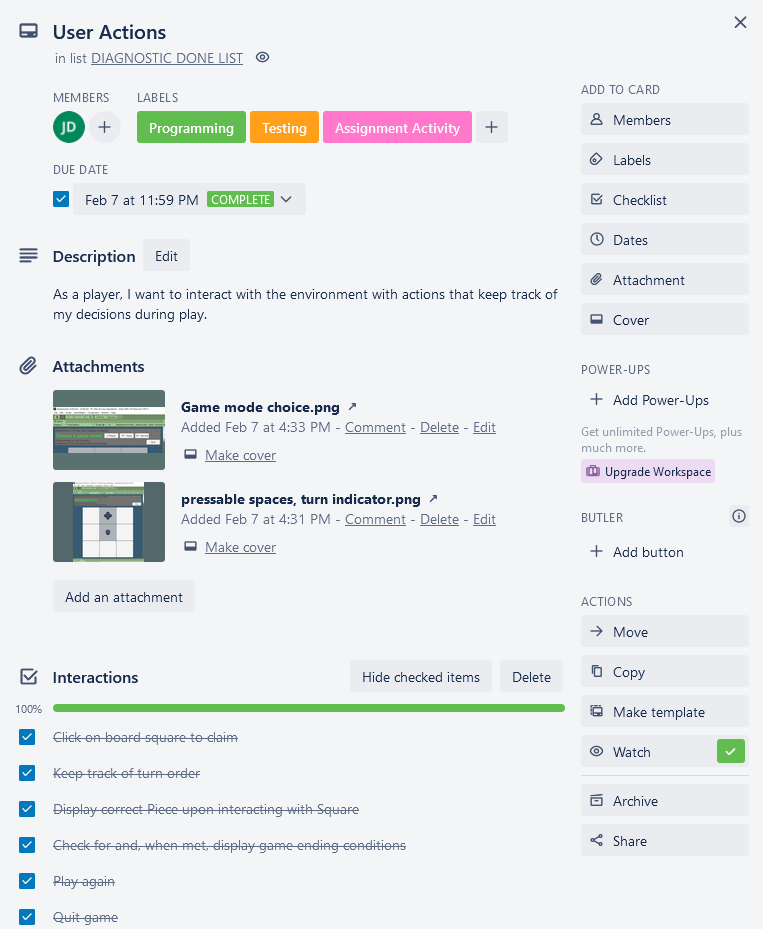 User Actions
in list DIAGNOSTIC DONE LIST
MEMBERS
LABELS
JD
Programming
Testing
Assignment Activity
DUE DATE
Feb 7 at 11:59 PM COMPLETE
Description
Edit
As a player, I want to interact with the environment with actions that keep track of
my decisions during play.
Attachments
Game mode choice.png
Added Feb 7 at 4:33 PM - Comment - Delete - Edit
Make cover
pressable spaces, turn indicator.png
Added Feb 7 at 4:31 PM - Comment - Delete - Edit
Make cover
Add an attachment
Interactions
Hide checked items
Delete
100%
Click on board square to claim
Keep track of turn order
Display correct Piece upon interacting with Square
Check for and, when met, display game ending conditions
Play again
Quit game
ADD TO CARD
Members
Labels
Checklist
Dates
Attachment
Cover
POWER-UPS
Add Power-Ups
Get unlimited Power-Ups, plus
much more.
Upgrade Workspace
BUTLER
Add button
ACTIONS
Move
Copy
Make template
Watch
Archive
Share